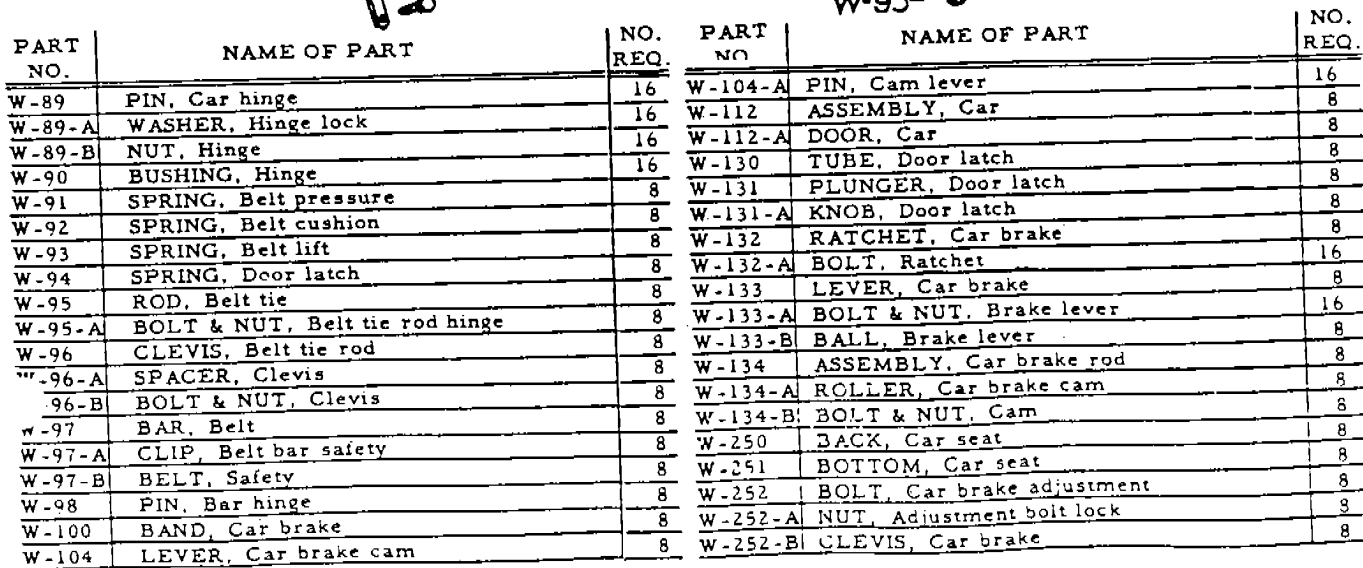 W-95-
PART NO. NAME OF PART NO. REQ.
W-89 PIN, Car hinge 16
W-89-A WASHER, Hinge lock 16
W-89-B NUT, Hinge 16
W-90 BUSHING, Hinge 16
W-91 SPRING, Belt pressure 8
W-92 SPRING, Belt cushion 8
W-93 SPRING, Belt lift 8
W-94 SPRING, Door latch 8
W-95 ROD, Belt tie 8
W-95-A BOLT & NUT, Belt tie rod hinge 8
W-96 CLEVIS, Belt tie rod 8
-96-A SPACER, Clevis 8
96-B BOLT & NUT, Clevis 8
W-97 BAR, Belt 8
W-97-A CLIP, Belt bar safety 8
W-97-B BELT, Safety 8
W-98 PIN, Bar hinge 8
W-100 BAND, Car brake 8
W-104 LEVER, Car brake cam 8
PART NO NAME OF PART NO. REQ.
W-104-A PIN, Cam lever 16
W-112 ASSEMBLY, Car 8
W-112-A DOOR, Car 8
W-130 TUBE, Door latch 8
W-131 PLUNGER, Door latch 8
W-131-A KNOB, Door latch 8
W-132 RATCHET, Car brake 8
W-132-A BOLT, Ratchet 16
W-133 LEVER, Car brake 8
W-133-A BOLT & NUT, Brake lever 16
W-133-B BALL, Brake lever 8
W-134 ASSEMBLY, Car brake rod 8
W-134-A ROLLER, Car brake cam 8
W-134-B BOLT & NUT, Cam 8
W-250 BACK, Car seat 8
W-251 BOTTOM, Car seat 8
W-252 BOLT, Car brake adjustment 8
W-252-A NUT, Adjustment bolt lock 8
W-252-B CLEVIS, Car brake 8